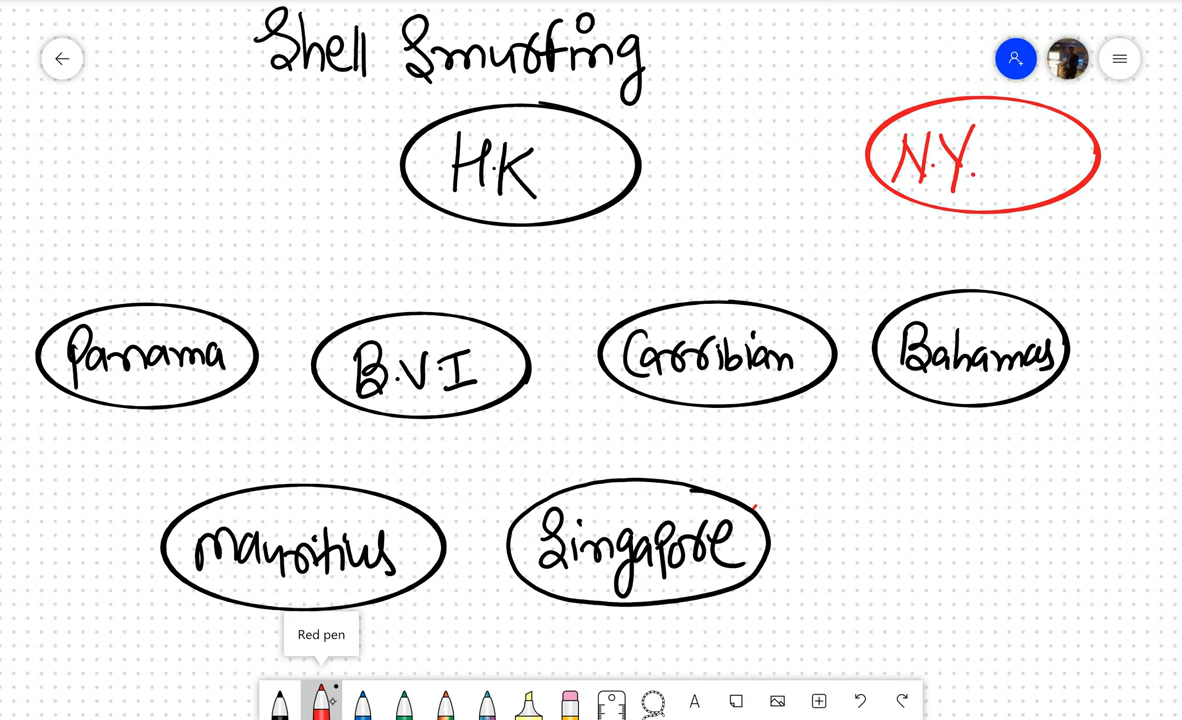 Shell Smurfing
H.K N.Y.
Panama B.V.I Carribian Bahamas
Mauritius Singapore
Red pen
A